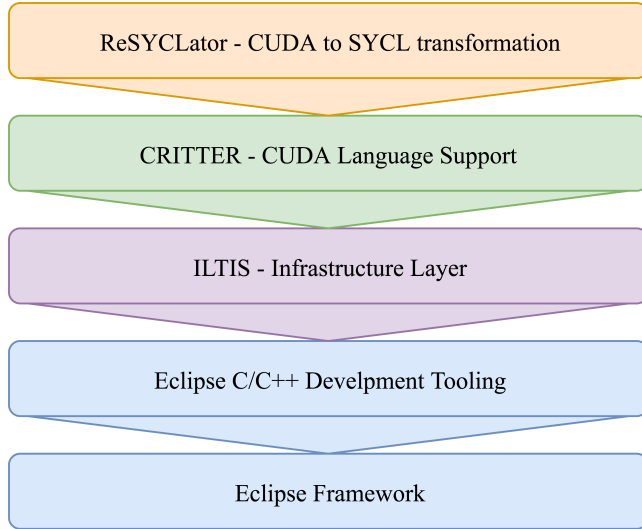 ReSYCLator - CUDA to SYCL transformation
CRITTER - CUDA Language Support
ILTIS - Infrastructure Layer
Eclipse C/C++ Develpment Tooling
Eclipse Framework